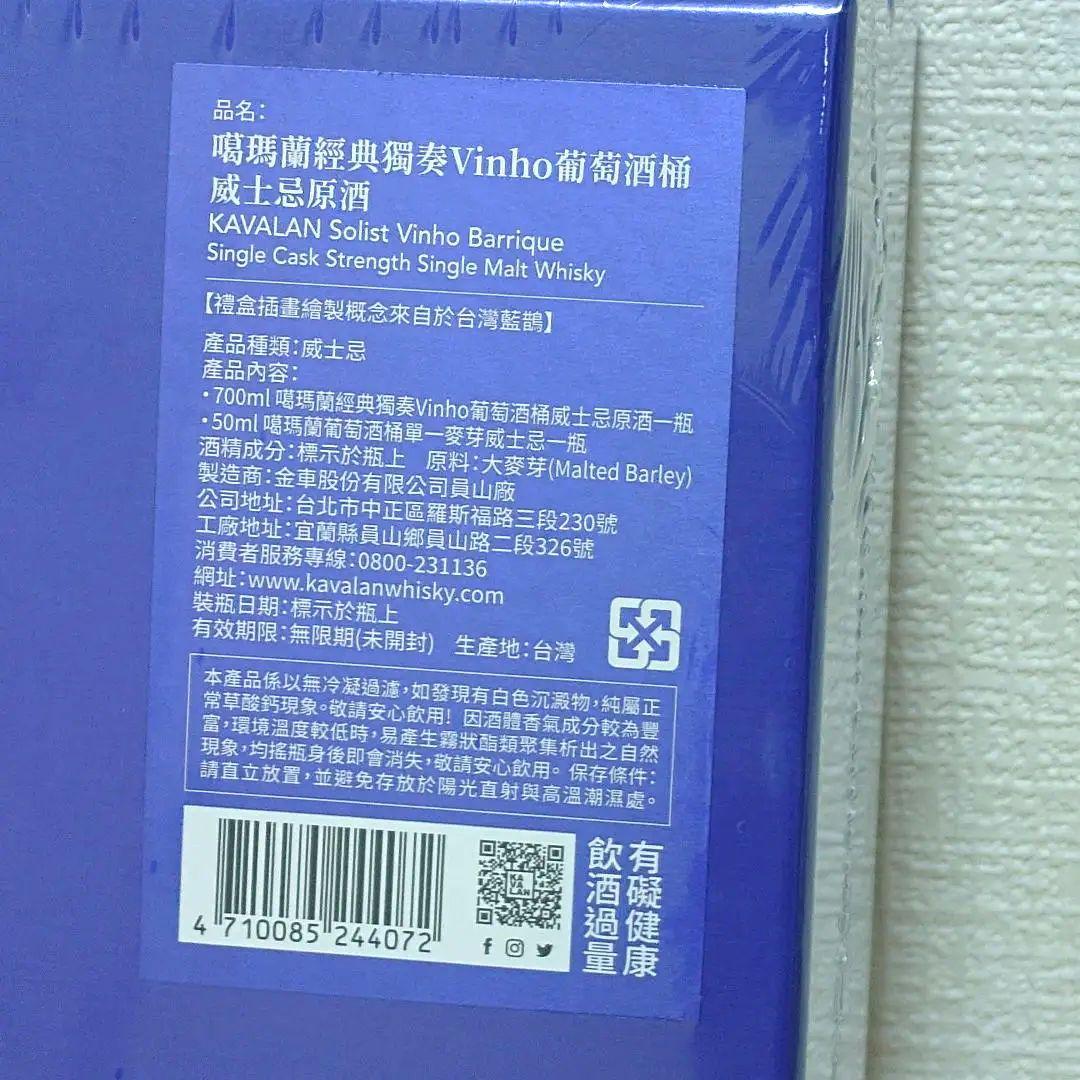 品名：
噶瑪蘭經典獨奏Vinho葡萄酒桶
威士忌原酒
KAVALAN Solist Vinho Barrique
Single Cask Strength Single Malt Whisky
【禮盒插畫繪製概念來自於台灣藍鵲】
產品種類：威士忌
產品內容：
・700ml 噶瑪蘭經典獨奏Vinho葡萄酒桶威士忌原酒一瓶
・50ml 噶瑪蘭葡萄酒桶單一麥芽威士忌一瓶
酒精成分：標示於瓶上 原料：大麥芽(Malted Barley)
製造商：金車股份有限公司員山廠
公司地址：台北市中正區羅斯福路三段230號
工廠地址：宜蘭縣員山鄉員山路二段326號
消費者服務專線：0800-231136
網址：www.kavalanwhisky.com
裝瓶日期：標示於瓶上
有效期限：無限期(未開封) 生產地：台灣
本產品係以無冷凝過濾，如發現有白色沉澱物，純屬正
常草酸鈣現象。敬請安心飲用！因酒體香氣成分較為豐
富，環境溫度較低時，易產生霧狀酯類聚集析出之自然
現象，均搖瓶身後即會消失，敬請安心飲用。保存條件：
請直立放置，並避免存放於陽光直射與高溫潮濕處。
KA
VA
LAN
4 710085 244072
飲酒過量
有礙健康